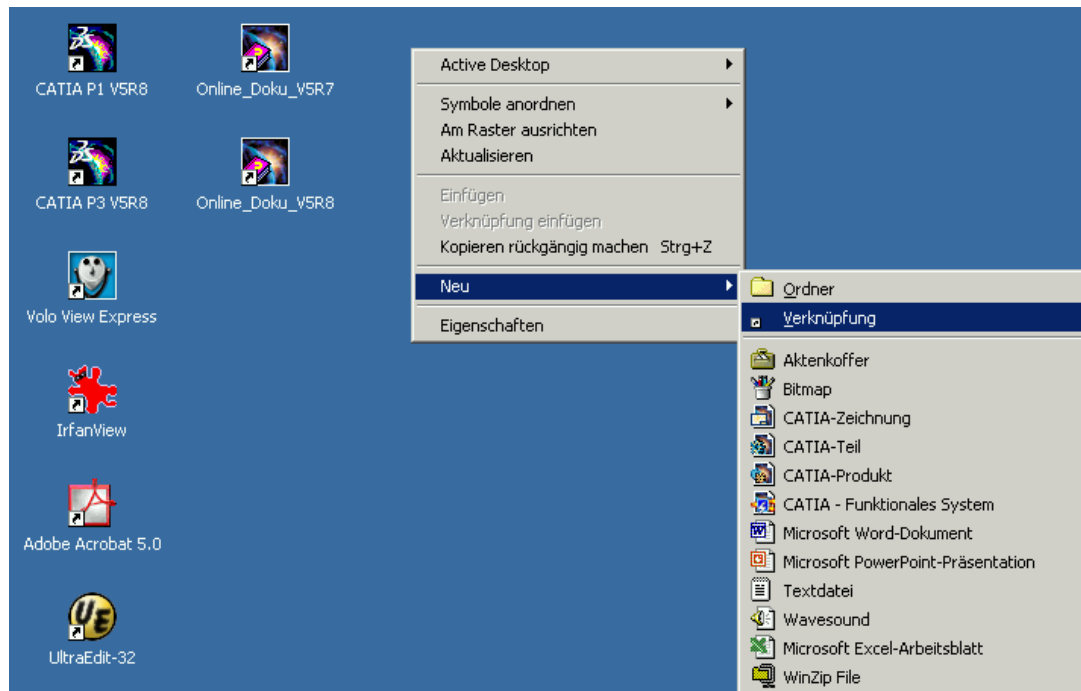 CATIA P1 V5R8
Online_Doku_V5R7
CATIA P3 V5R8
Online_Doku_V5R8
Volo View Express
IrfanView
Adobe Acrobat 5.0
UltraEdit-32
Active Desktop
Symbole anordnen
Am Raster ausrichten
Aktualisieren
Einfügen
Verknüpfung einfügen
Kopieren rückgängig machen Strg+Z
Neu
Eigenschaften
Ordner
Verknüpfung
Aktenkoffer
Bitmap
CATIA-Zeichnung
CATIA-Teil
CATIA-Produkt
CATIA - Funktionales System
Microsoft Word-Dokument
Microsoft PowerPoint-Präsentation
Textdatei
Wavesound
Microsoft Excel-Arbeitsblatt
WinZip File